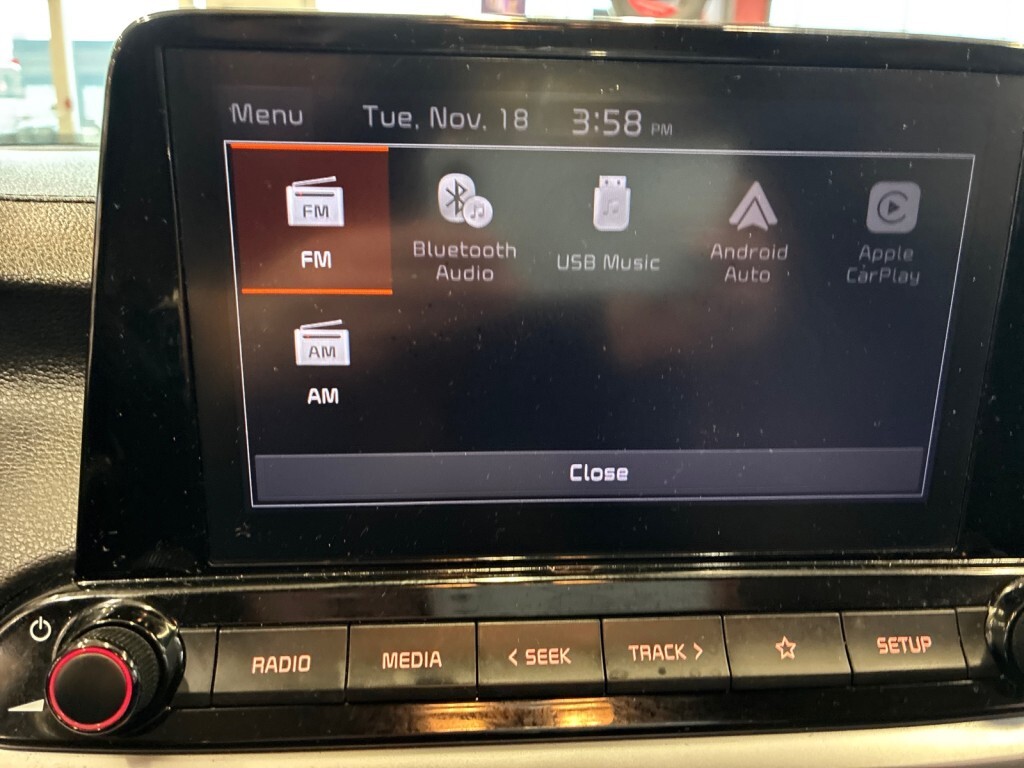 Menu Tue, Nov. 18 3:58 PM
FM
FM
Bluetooth
Audio
USB Music
Android
Auto
Apple
CarPlay
AM
AM
Close
RADIO MEDIA < SEEK TRACK > SETUP